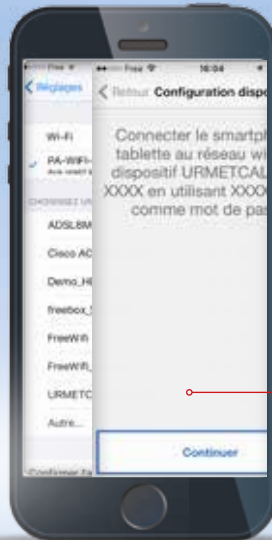 Free
Réglages
Wi-Fi
PA-WIFI-
CHOISISSEZ UN
ADSL8M
Cisco AC
Demo_H
freebox_
FreeWifi
FreeWifi_
URMETC
Autre...
Free 16:04
Retour Configuration dispo
Connecter le smartph
tablette au réseau wi
dispositif URMETCAL
XXXX en utilisant XXXX
comme mot de pas
Continuer